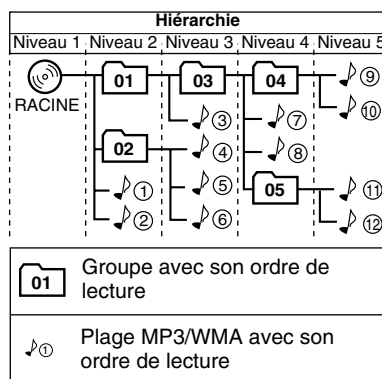 Hiérarchie
Niveau 1 Niveau 2 Niveau 3 Niveau 4 Niveau 5
01 03 04 ⑨
RACINE ③ ⑦ ⑩
02 ④ ⑧
① ⑤ 05 ⑪
② ⑥ ⑫
01 Groupe avec son ordre de
lecture
① Plage MP3/WMA avec son
ordre de lecture